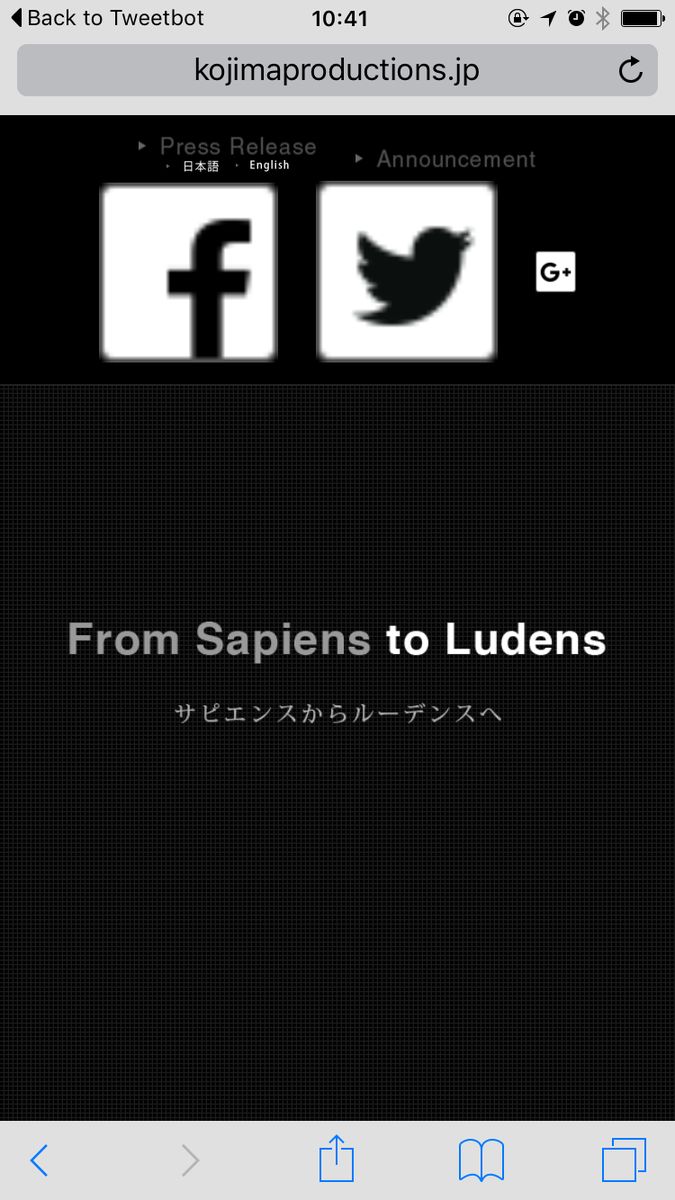 Back to Tweetbot
10:41
kojimaproductions.jp
Press Release
日本語 English
Announcement
G+
From Sapiens to Ludens
サピエンスからルーデンスへ